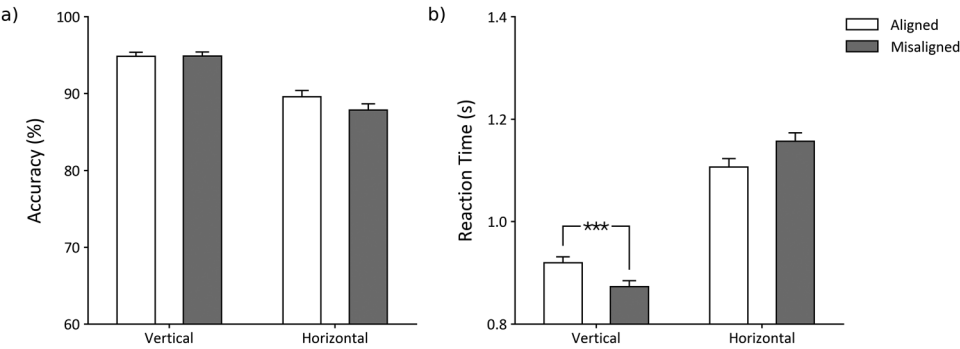 a)
Accuracy (%)
100
90
80
70
60
Vertical
Horizontal
b)
Reaction Time (s)
1.4
1.2
1.0
0.8
***
Vertical
Horizontal
Aligned
Misaligned